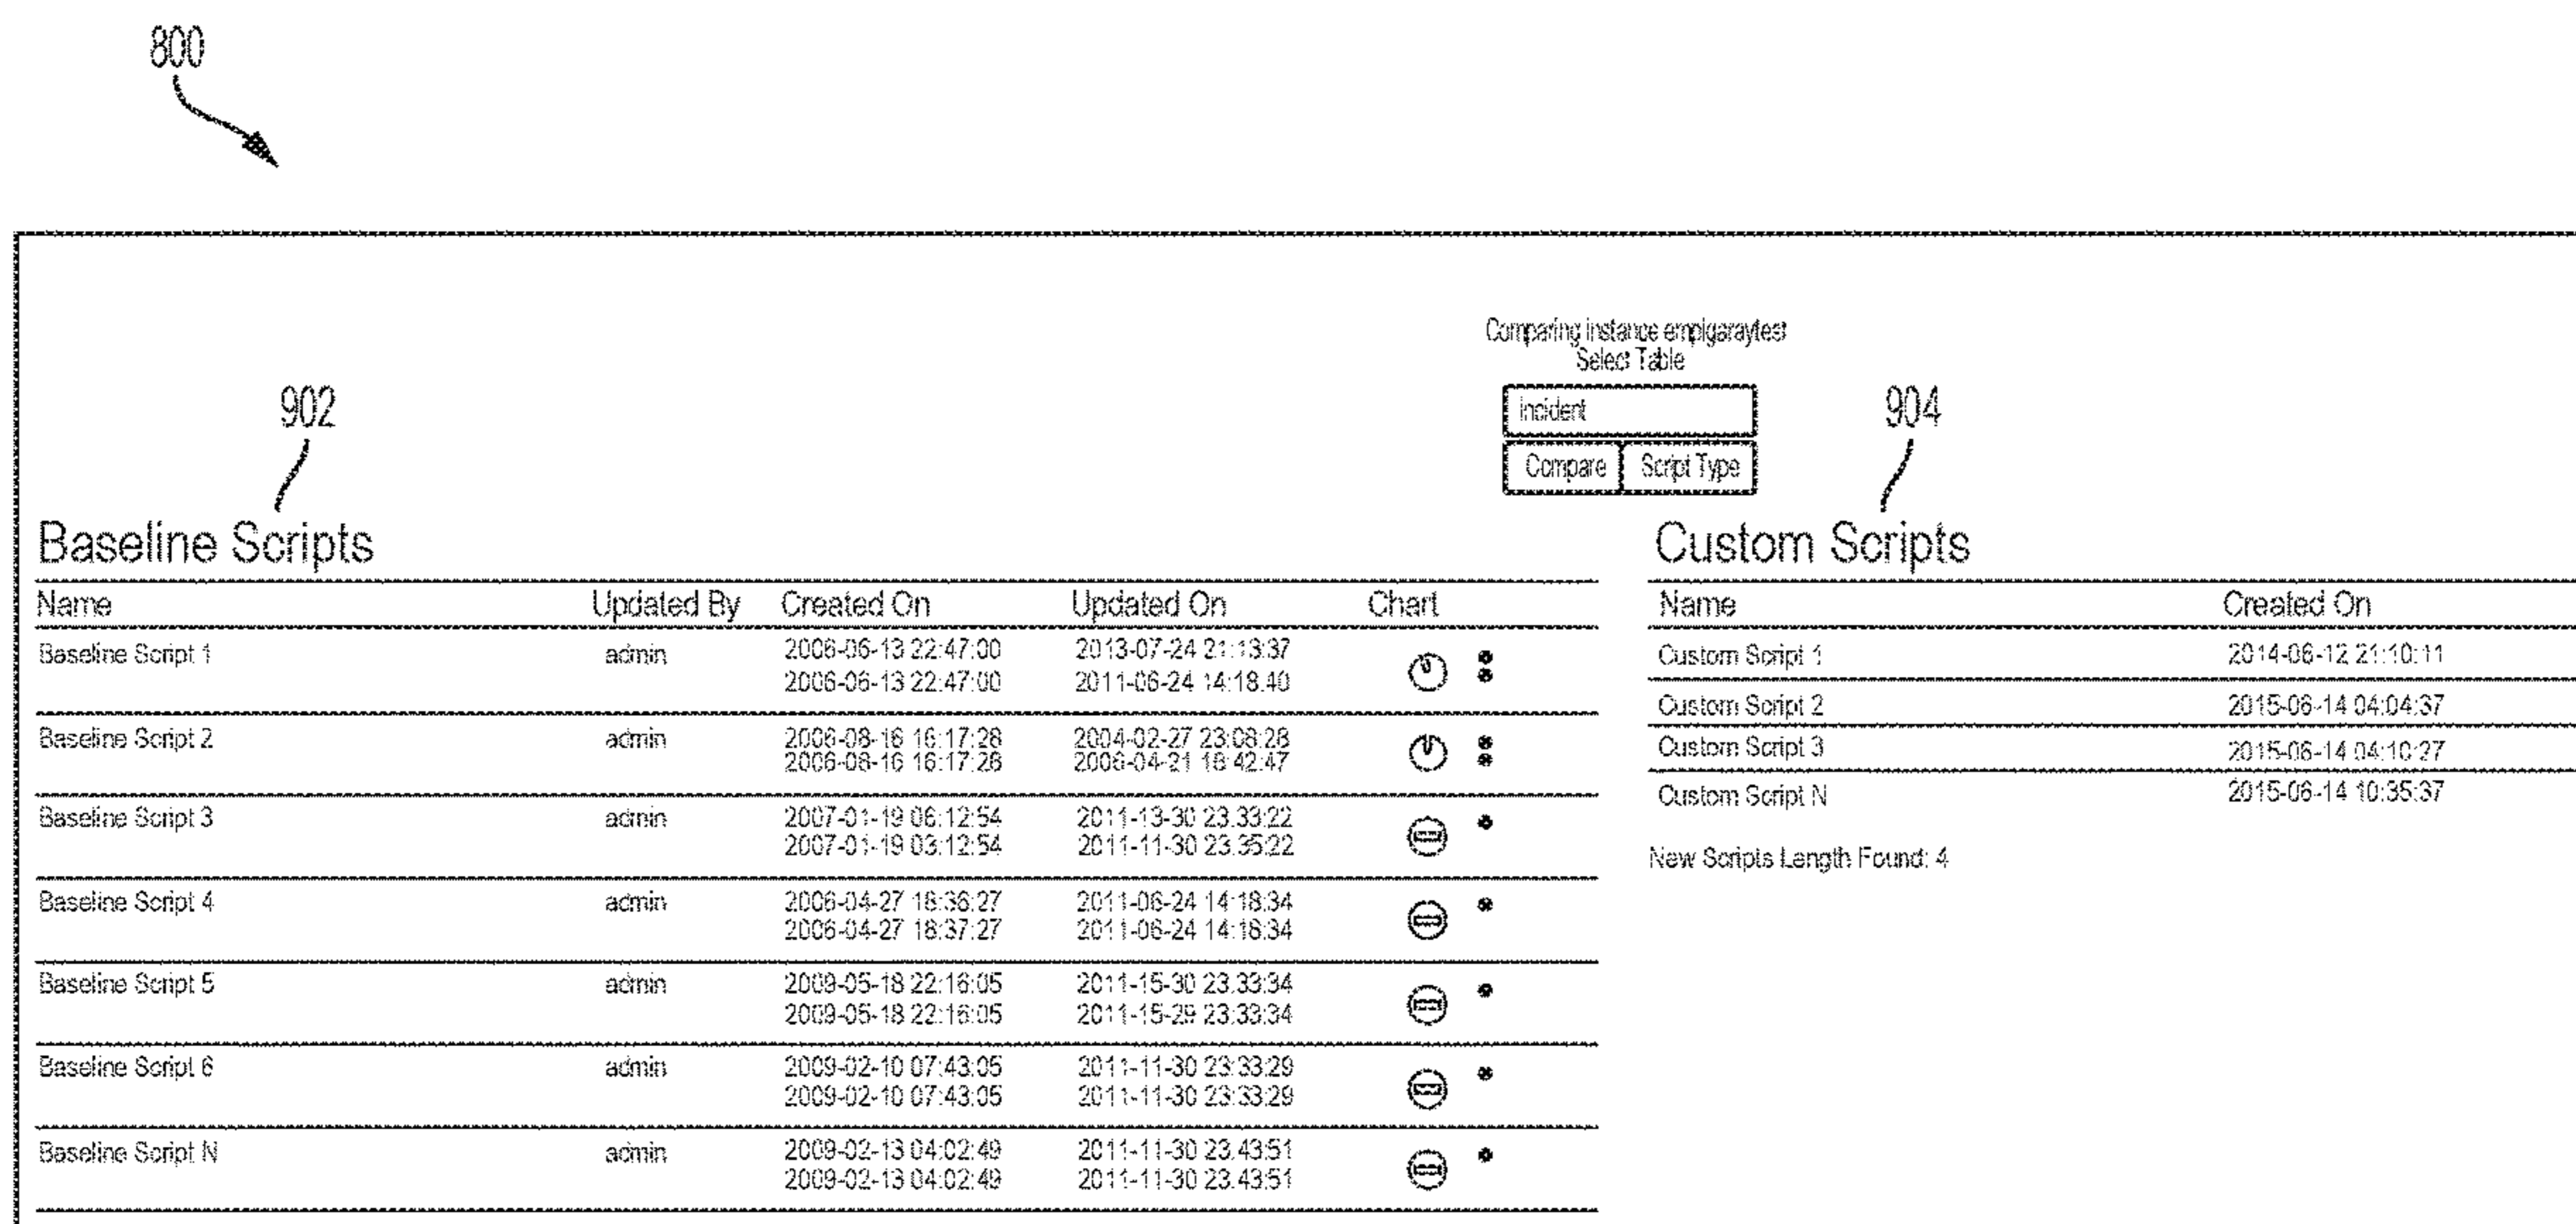 800
Comparing instance emplgaraytest
Select Table
902
incident
904
Compare Script Type
Baseline Scripts
Name Updated By Created On Updated On Chart
Baseline Script 1 admin 2006-06-13 22:47:00 2013-07-24 21:13:37
2006-06-13 22:47:00 2011-06-24 14:18.40
Baseline Script 2 admin 2006-08-16 16:17:28 2004-02-27 23:08:28
2006-08-16 16:17:28 2006-04-21 18:42:47
Baseline Script 3 admin 2007-01-19 06:12:54 2011-13-30 23.33:22
2007-01-19 03:12:54 2011-11-30 23.35:22
Baseline Script 4 admin 2006-04-27 18:36:27 2011-06-24 14:18:34
2006-04-27 18:37:27 2011-06-24 14:18:34
Baseline Script 5 admin 2009-05-18 22:16:05 2011-15-30 23.33:34
2009-05-18 22:16:05 2011-15-29 23:33:34
Baseline Script 6 admin 2009-02-10 07:43:05 2011-11-30 23:33:29
2009-02-10 07:43:05 2011-11-30 23:33:29
Baseline Script N admin 2009-02-13 04:02:49 2011-11-30 23.43:51
2009-02-13 04:02:49 2011-11-30 23.43:51
Custom Scripts
Name Created On
Custom Script 1 2014-06-12 21:10:11
Custom Script 2 2015-06-14 04:04:37
Custom Script 3 2015-06-14 04:10:27
Custom Script N 2015-06-14 10:35:37
New Scripts Length Found: 4